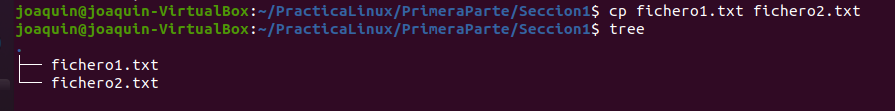 joaquin@joaquin-VirtualBox:~/PracticaLinux/PrimeraParte/Seccion1$ cp fichero1.txt fichero2.txt
joaquin@joaquin-VirtualBox:~/PracticaLinux/PrimeraParte/Seccion1$ tree
.
├── fichero1.txt
└── fichero2.txt